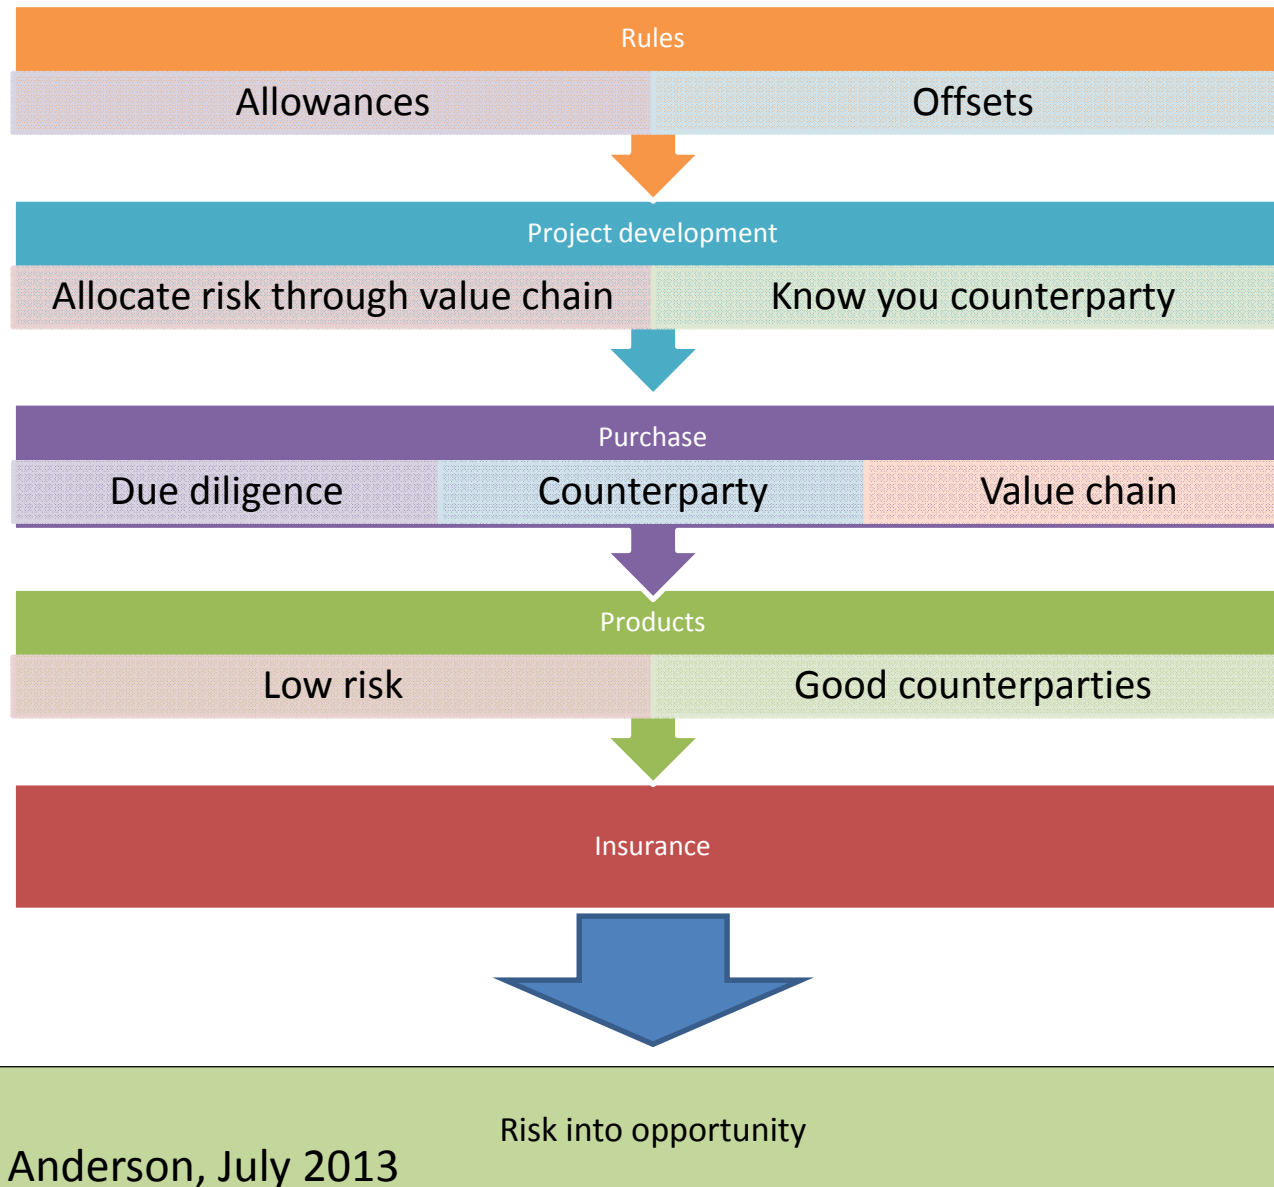 Rules
Allowances Offsets
Project development
Allocate risk through value chain Know you counterparty
Purchase
Due diligence Counterparty Value chain
Products
Low risk Good counterparties
Insurance
Risk into opportunity
Anderson, July 2013